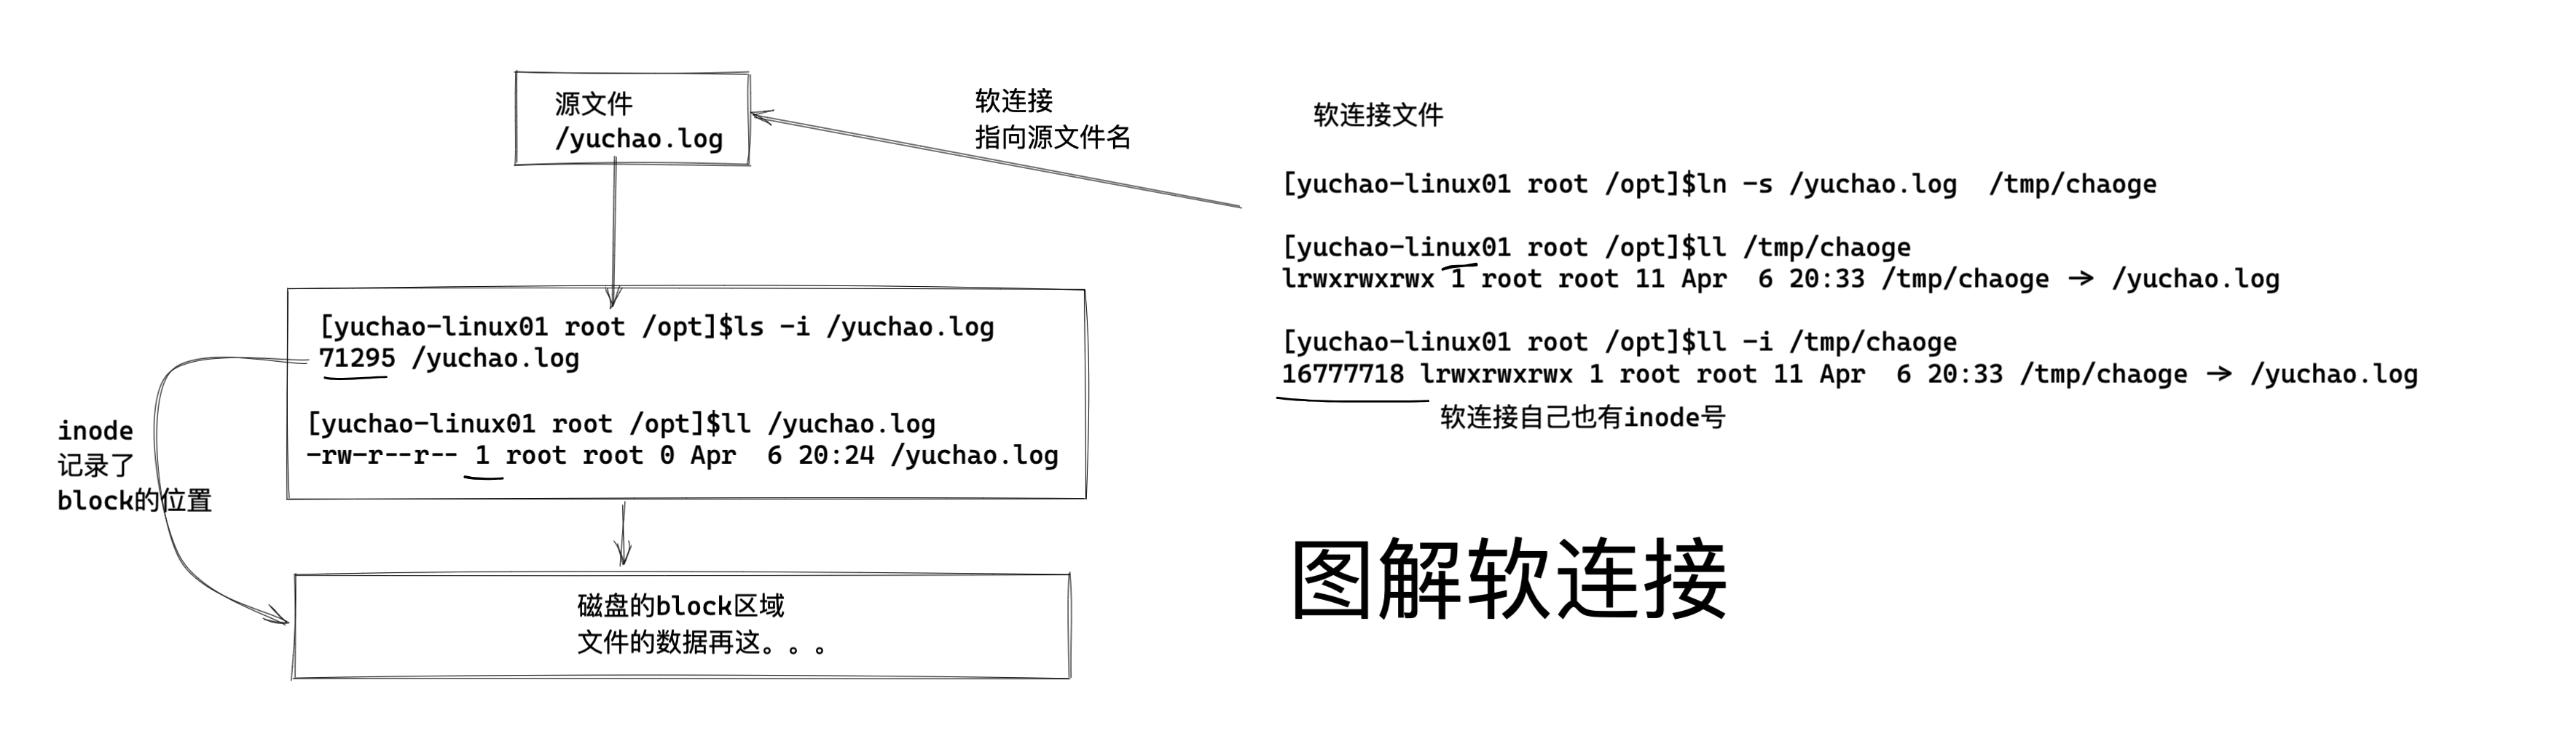 源文件
/yuchao.log
软连接
指向源文件名
软连接文件
[yuchao-linux01 root /opt]$ln -s /yuchao.log  /tmp/chaoge
[yuchao-linux01 root /opt]$ll /tmp/chaoge
lrwxrwxrwx 1 root root 11 Apr  6 20:33 /tmp/chaoge -> /yuchao.log
[yuchao-linux01 root /opt]$ll -i /tmp/chaoge
16777718 lrwxrwxrwx 1 root root 11 Apr  6 20:33 /tmp/chaoge -> /yuchao.log
软连接自己也有inode号
[yuchao-linux01 root /opt]$ls -i /yuchao.log
71295 /yuchao.log
[yuchao-linux01 root /opt]$ll /yuchao.log
-rw-r--r-- 1 root root 0 Apr  6 20:24 /yuchao.log
inode
记录了
block的位置
磁盘的block区域
文件的数据再这。。。
图解软连接